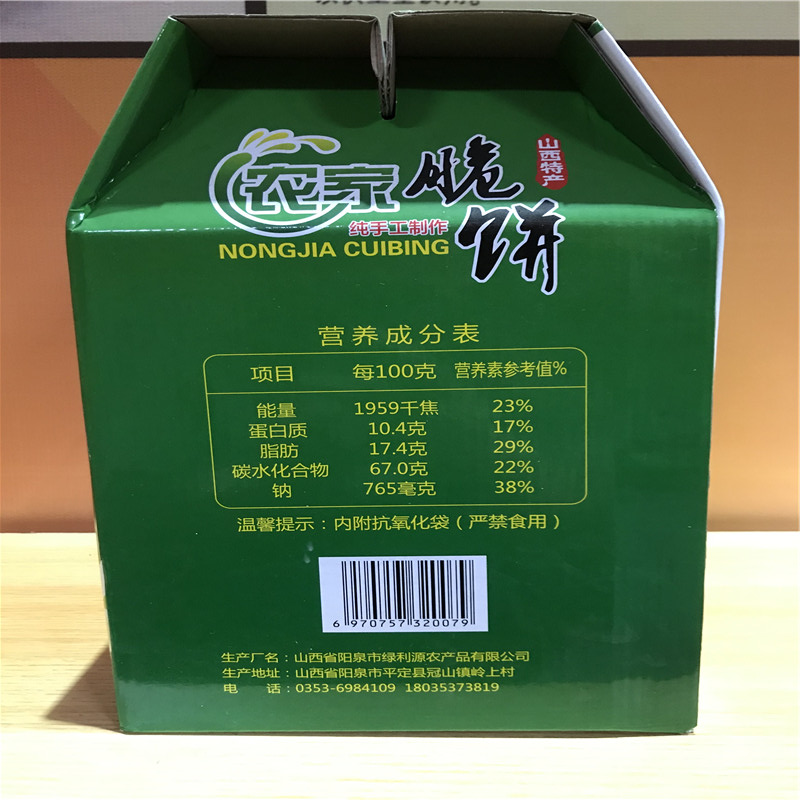 农家脆饼
山西特产
纯手工制作
NONGJIA CUIBING
营养成分表
项目 每100克 营养素参考值%
能量 1959千焦 23%
蛋白质 10.4克 17%
脂肪 17.4克 29%
碳水化合物 67.0克 22%
钠 765毫克 38%
温馨提示：内附抗氧化袋（严禁食用）
6 970757 320079
生产厂名：山西省阳泉市绿利源农产品有限公司
生产地址：山西省阳泉市平定县冠山镇岭上村
电 话：0353-6984109 18035373819